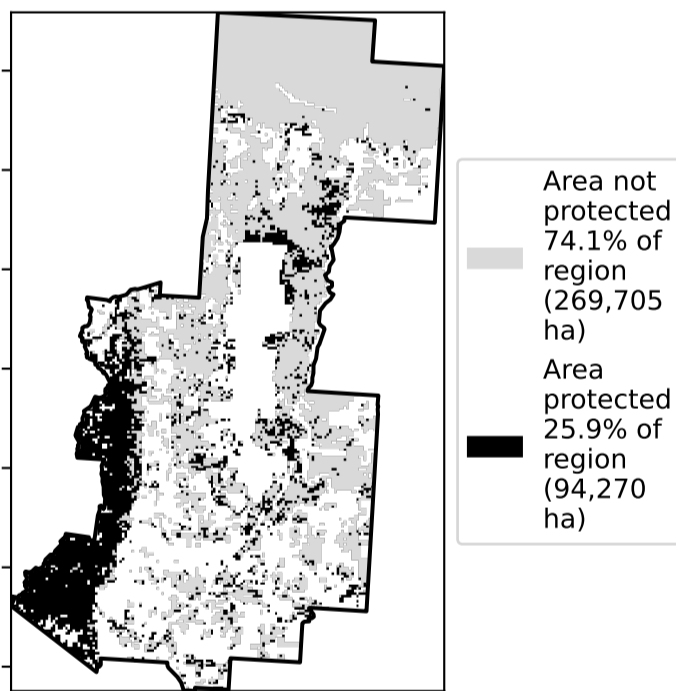 Area not
protected
74.1% of
region
(269,705
ha)
Area
protected
25.9% of
region
(94,270
ha)